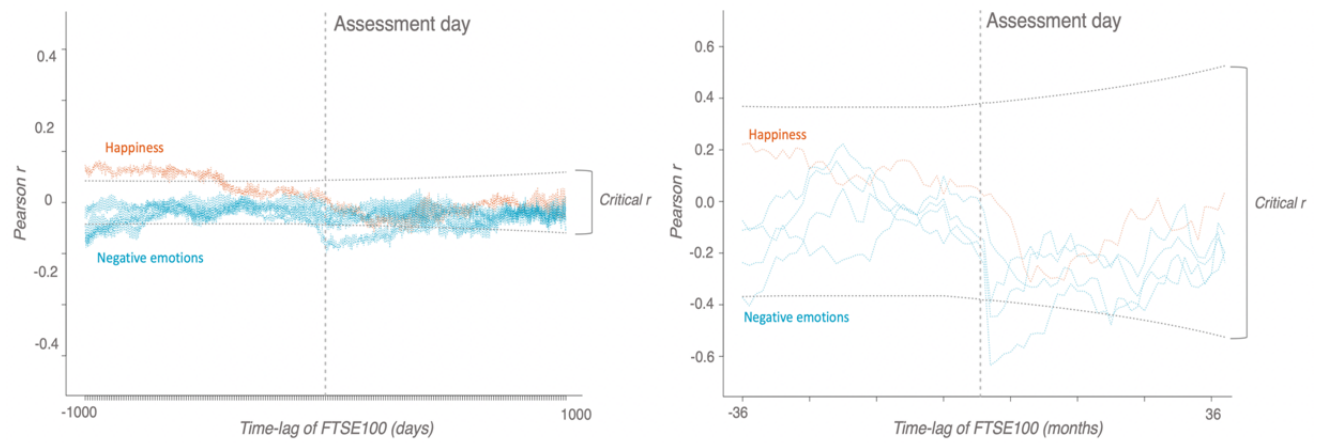 Assessment day
0.4
0.2
0
-0.2
-0.4
Pearson r
Happiness
Negative emotions
Critical r
-1000
1000
Time-lag of FTSE100 (days)
Assessment day
0.6
0.4
0.2
0.0
-0.2
-0.4
-0.6
Pearson r
Happiness
Negative emotions
Critical r
-36
36
Time-lag of FTSE100 (months)